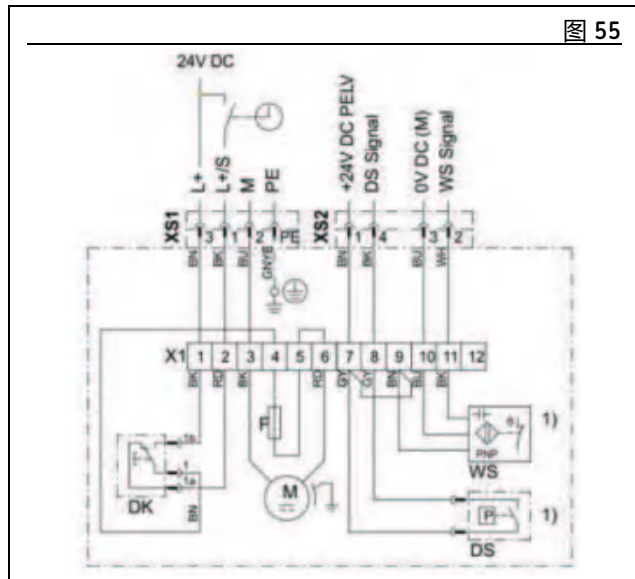 图 55
24V DC
L+
L+/S
M
PE
+24V DC PELV
DS Signal
0V DC (M)
WS Signal
XS1
3 1 2 PE
XS2
1 4 3 2
BN BK BU GNYE
BN BK BU WH
X1 1 2 3 4 5 6 7 8 9 10 11 12
BK RD BK RD GY GY BN BU BK
F
1b
1
1a
DK
BN
M
PNP
WS
1)
P
DS
1)